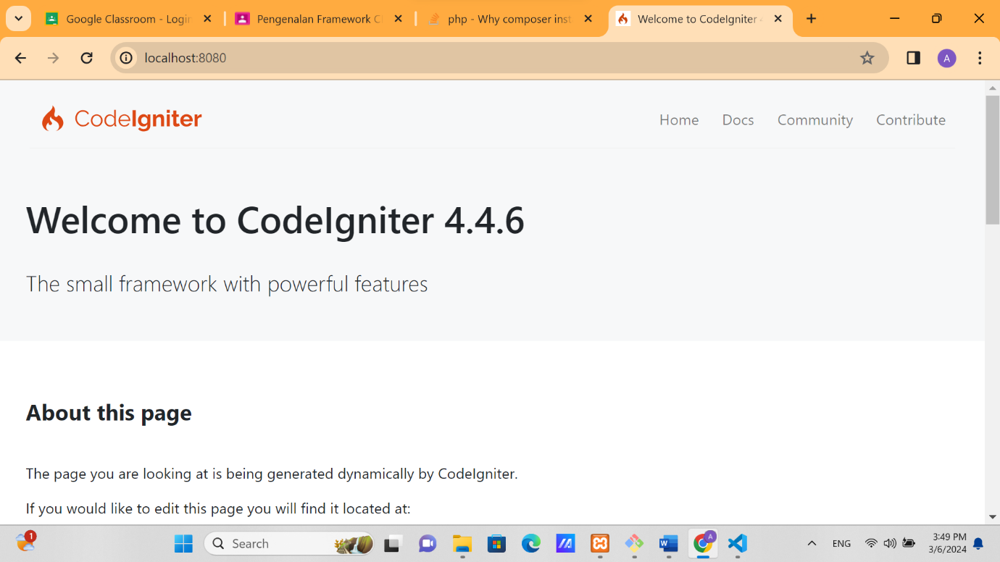 Google Classroom - Login
Pengenalan Framework C
php - Why composer inst
Welcome to CodeIgniter
localhost:8080
A
CodeIgniter
Home
Docs
Community
Contribute
Welcome to CodeIgniter 4.4.6
The small framework with powerful features
About this page
The page you are looking at is being generated dynamically by CodeIgniter.
If you would like to edit this page you will find it located at:
1
Search
A
ENG
3:49 PM
3/6/2024